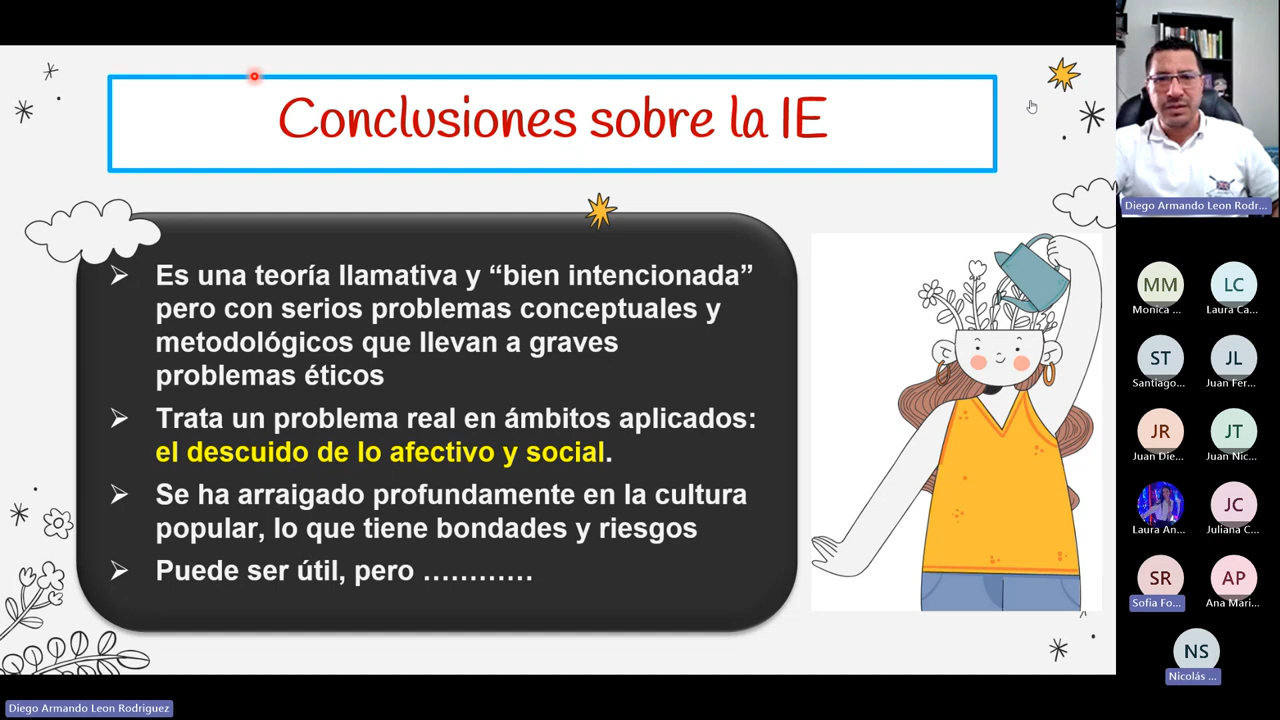 Conclusiones sobre la IE
➢ Es una teoría llamativa y “bien intencionada”
pero con serios problemas conceptuales y
metodológicos que llevan a graves
problemas éticos
➢ Trata un problema real en ámbitos aplicados:
el descuido de lo afectivo y social.
➢ Se ha arraigado profundamente en la cultura
popular, lo que tiene bondades y riesgos
➢ Puede ser útil, pero …………
Diego Armando Leon Rodr...
MM
Monica ...
LC
Laura Ca...
ST
Santiago...
JL
Juan Fer...
JR
Juan Die...
JT
Juan Nic...
Laura An...
JC
Juliana C...
SR
Sofia Fo...
AP
Ana Mari...
NS
Nicolás ...
Diego Armando Leon Rodriguez